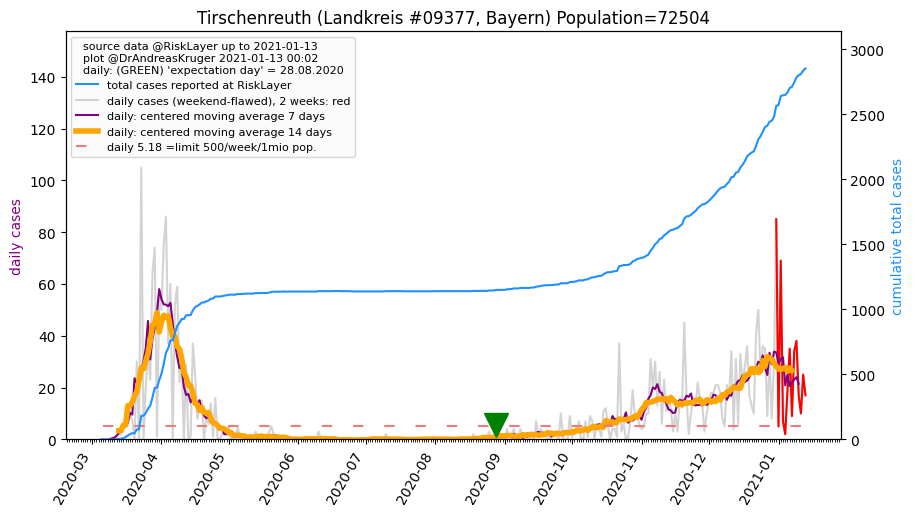 Tirschenreuth (Landkreis #09377, Bayern) Population=72504
source data @RiskLayer up to 2021-01-13
plot @DrAndreasKruger 2021-01-13 00:02
daily: (GREEN) 'expectation day' = 28.08.2020
total cases reported at RiskLayer
daily cases (weekend-flawed), 2 weeks: red
daily: centered moving average 7 days
daily: centered moving average 14 days
daily 5.18 =limit 500/week/1mio pop.
daily cases
140
120
100
80
60
40
20
0
cumulative total cases
3000
2500
2000
1500
1000
500
0
2020-03
2020-04
2020-05
2020-06
2020-07
2020-08
2020-09
2020-10
2020-11
2020-12
2021-01